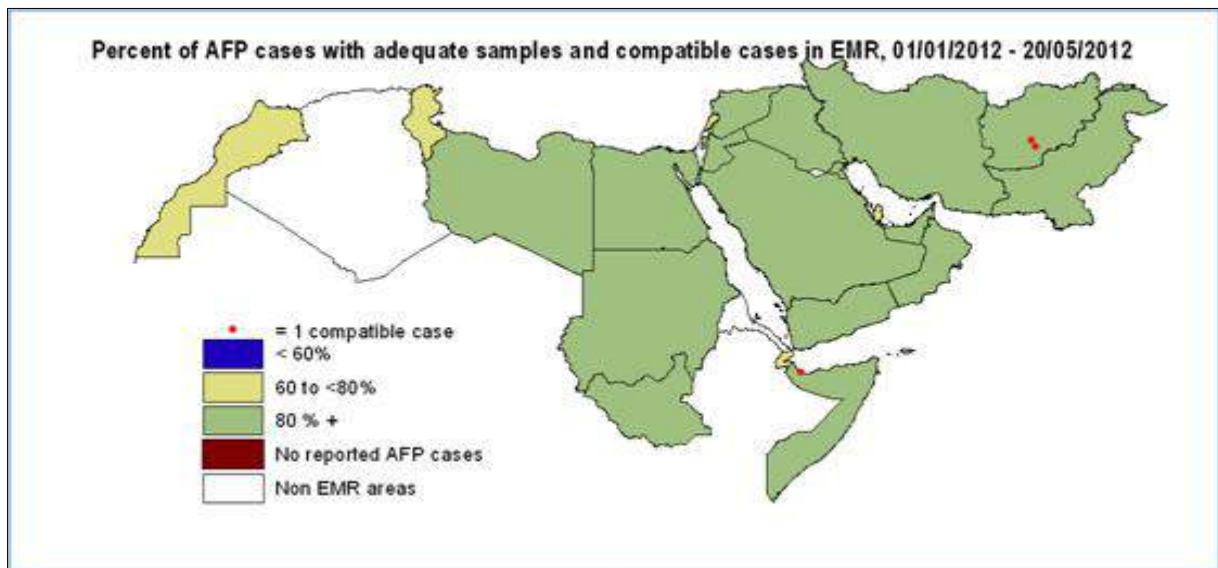 Percent of AFP cases with adequate samples and compatible cases in EMR, 01/01/2012 - 20/05/2012
= 1 compatible case
< 60%
60 to <80%
80 % +
No reported AFP cases
Non EMR areas